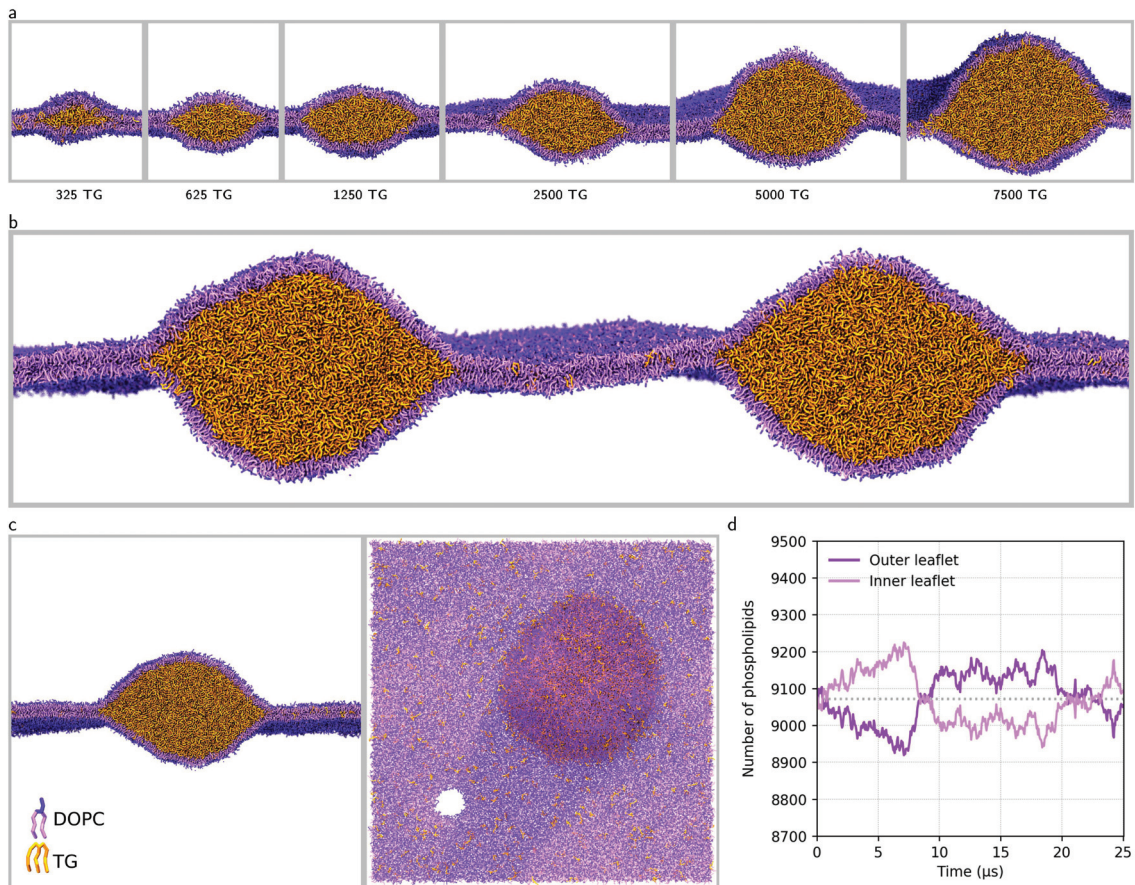 a
325 TG
625 TG
1250 TG
2500 TG
5000 TG
7500 TG
b
c
DOPC
TG
d
Number of phospholipids
9500
9400
9300
9200
9100
9000
8900
8800
8700
Outer leaflet
Inner leaflet
0
5
10
15
20
25
Time (μs)